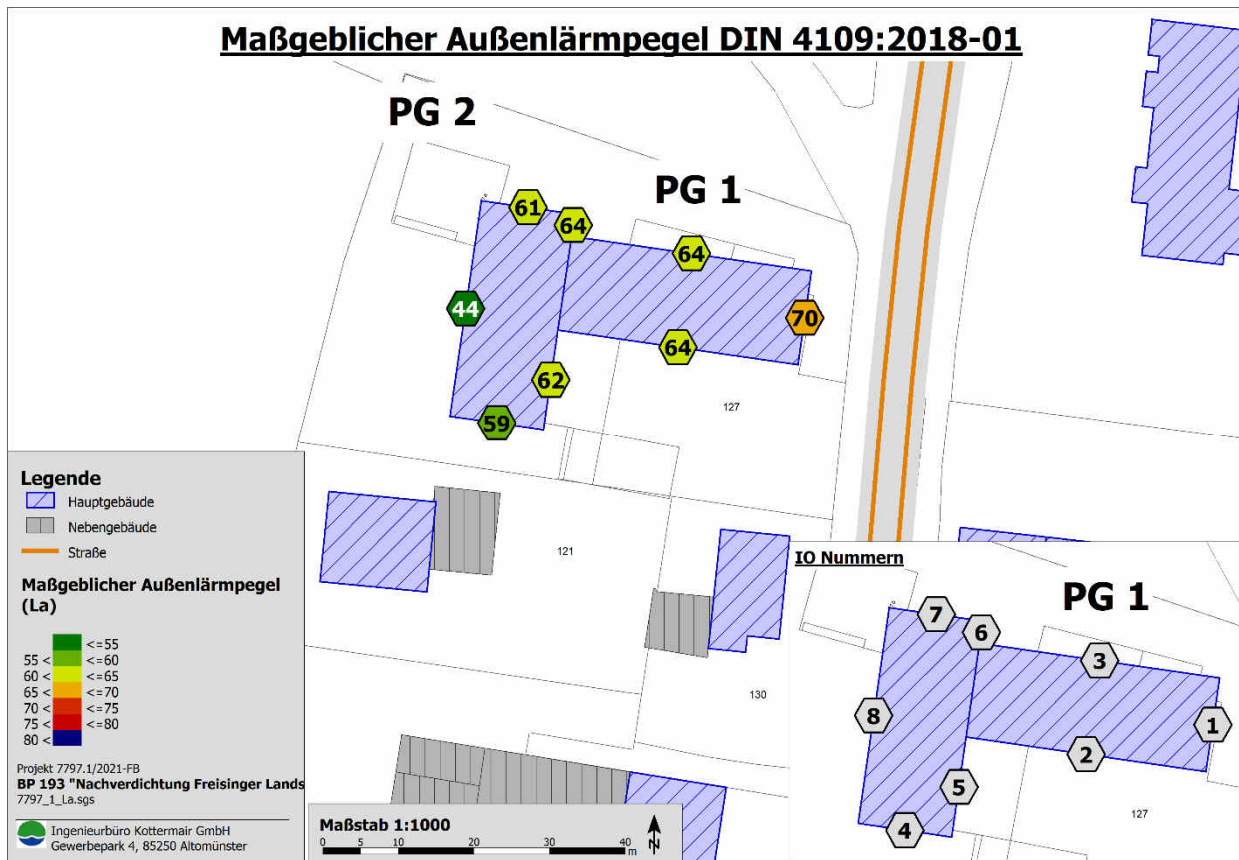 Maßgeblicher Außenlärmpegel DIN 4109:2018-01
PG 2
PG 1
61
64
64
44
70
64
62
59
127
121
130
Legende
Hauptgebäude
Nebengebäude
Straße
Maßgeblicher Außenlärmpegel
(La)
<=55
55 < <=60
60 < <=65
65 < <=70
70 < <=75
75 < <=80
80 <
Projekt 7797.1/2021-FB
BP 193 "Nachverdichtung Freisinger Lands
7797_1_La.sgs
Ingenieurbüro Kottermair GmbH
Gewerbepark 4, 85250 Altomünster
Maßstab 1:1000
0 5 10 20 30 40
m
N
IO Nummern
PG 1
7
6
3
8
1
2
5
4
127